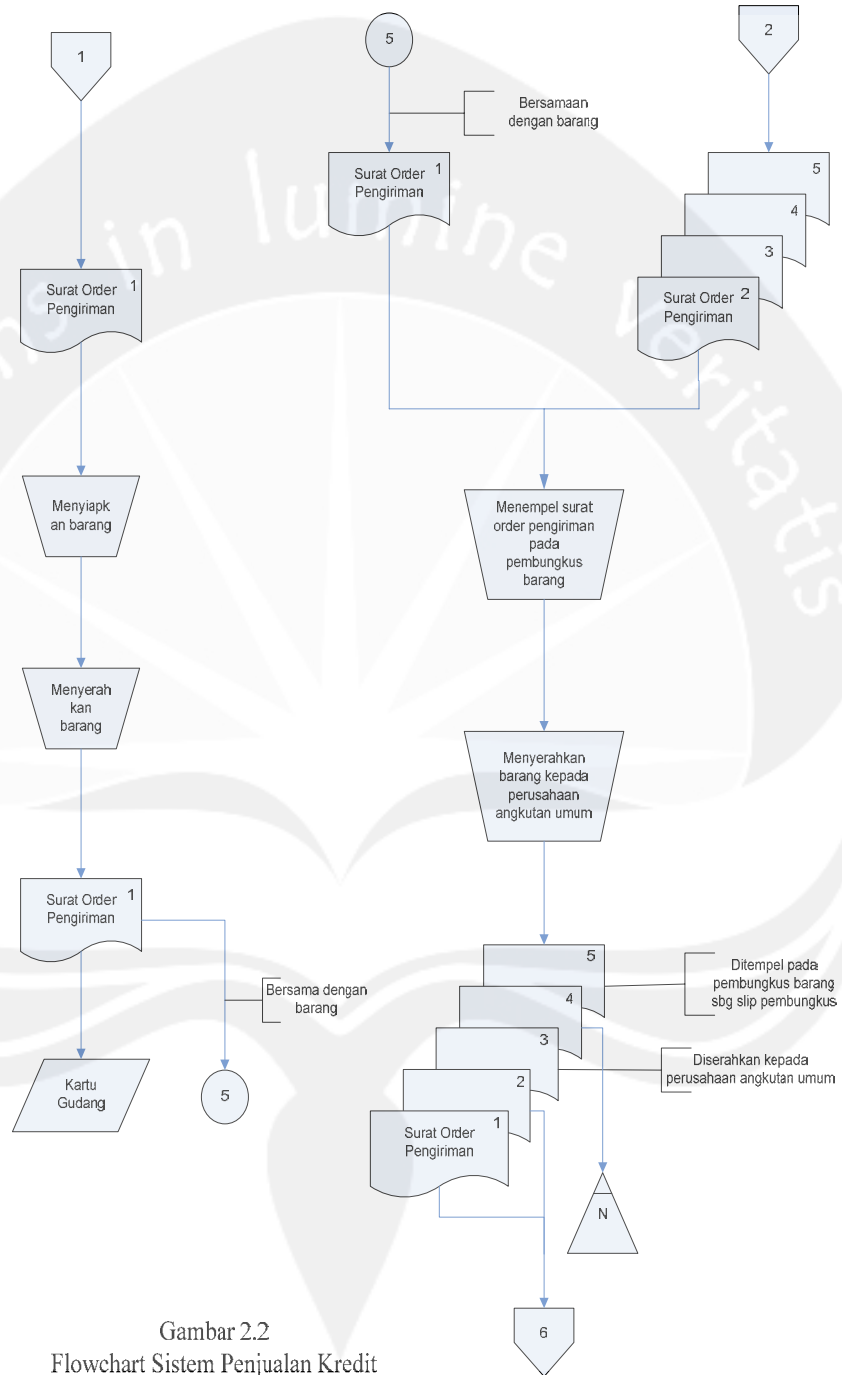 1
5
2
Bersamaan
dengan barang
Surat Order 1
Pengiriman
5
4
3
Surat Order 2
Pengiriman
Surat Order 1
Pengiriman
Menyiapk
an barang
Menempel surat
order pengiriman
pada
pembungkus
barang
Menyerah
kan
barang
Menyerahkan
barang kepada
perusahaan
angkutan umum
Surat Order 1
Pengiriman
Bersama dengan
barang
Kartu
Gudang
5
5
4
3
2
Surat Order 1
Pengiriman
Ditempel pada
pembungkus barang
sbg slip pembungkus
Diserahkan kepada
perusahaan angkutan umum
N
6
Gambar 2.2
Flowchart Sistem Penjualan Kredit
ns in lumine veritatis